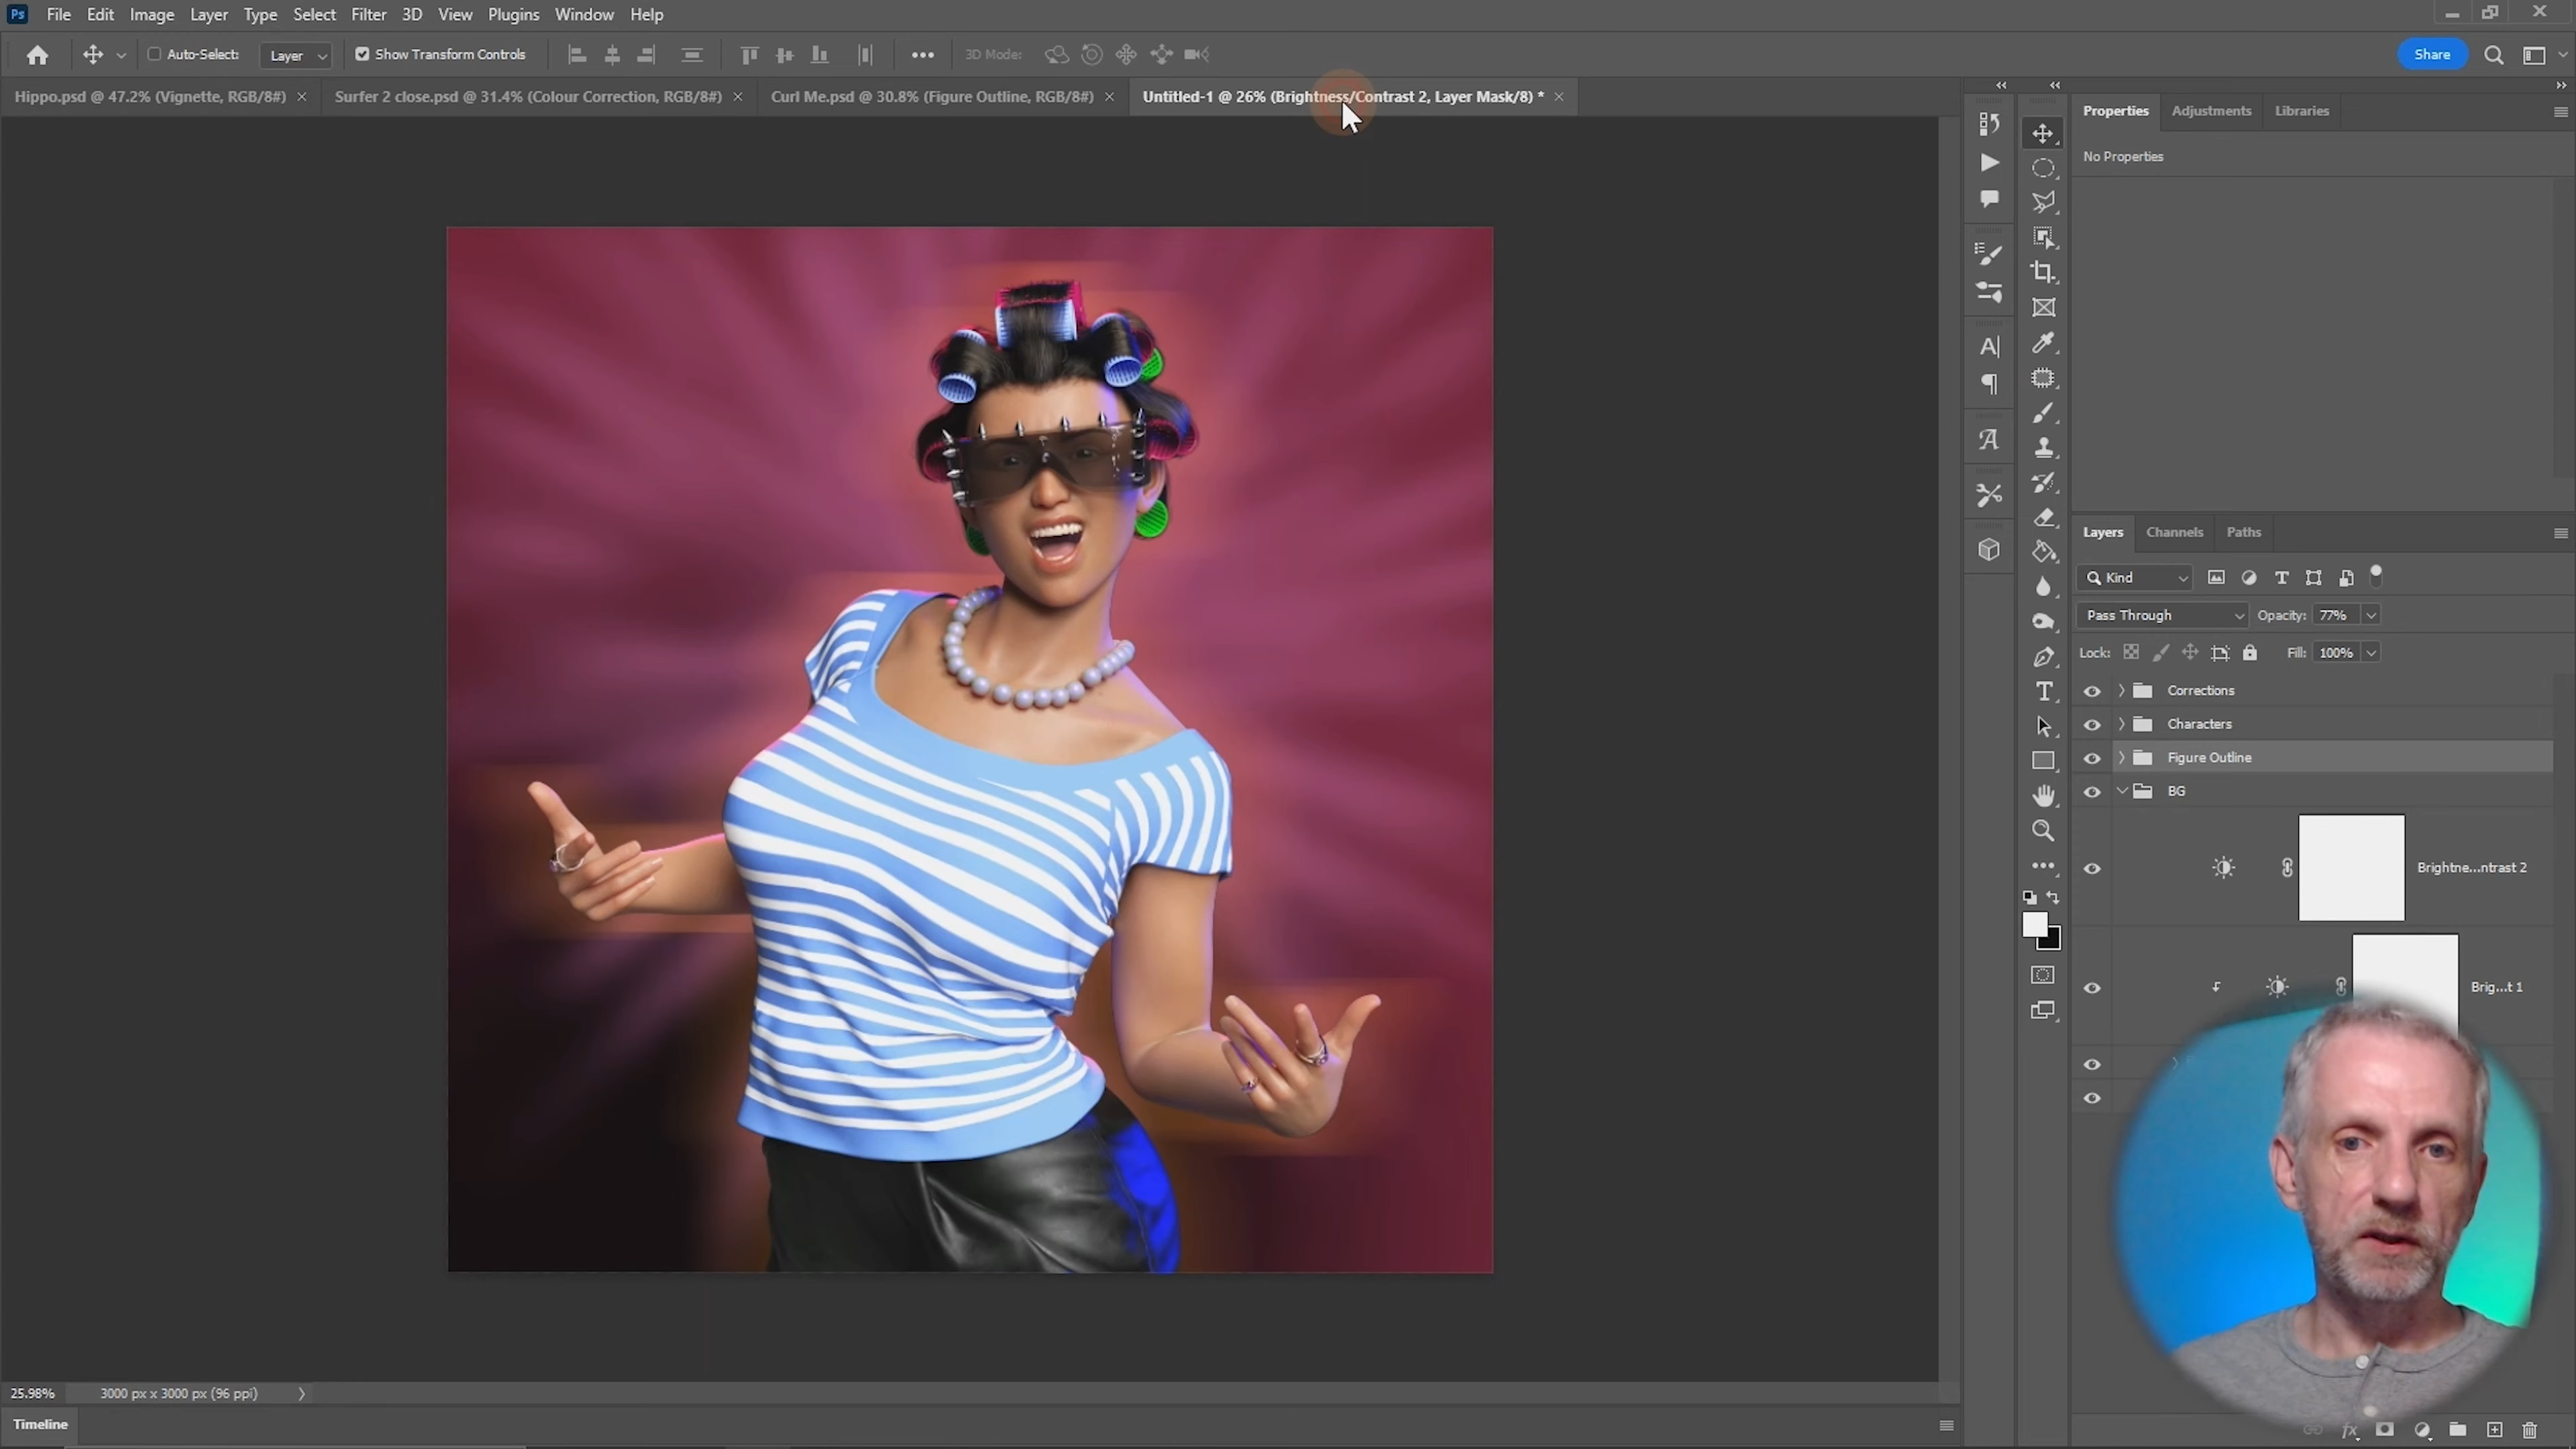 Ps File Edit Image Layer Type Select Filter 3D View Plugins Window Help
Auto-Select: Layer Show Transform Controls 3D Mode: Share
Hippo.psd @ 47.2% (Vignette, RGB/8#) × Surfer 2 close.psd @ 31.4% (Colour Correction, RGB/8#) × Curl Me.psd @ 30.8% (Figure Outline, RGB/8#) × Untitled-1 @ 26% (Brightness/Contrast 2, Layer Mask/8) * ×
Properties Adjustments Libraries
No Properties
Layers Channels Paths
Kind
Pass Through Opacity: 77%
Lock: Fill: 100%
Corrections
Characters
Figure Outline
BG
Brightne...ntrast 2
Brig...t 1
25.98% 3000 px x 3000 px (96 ppi)
Timeline